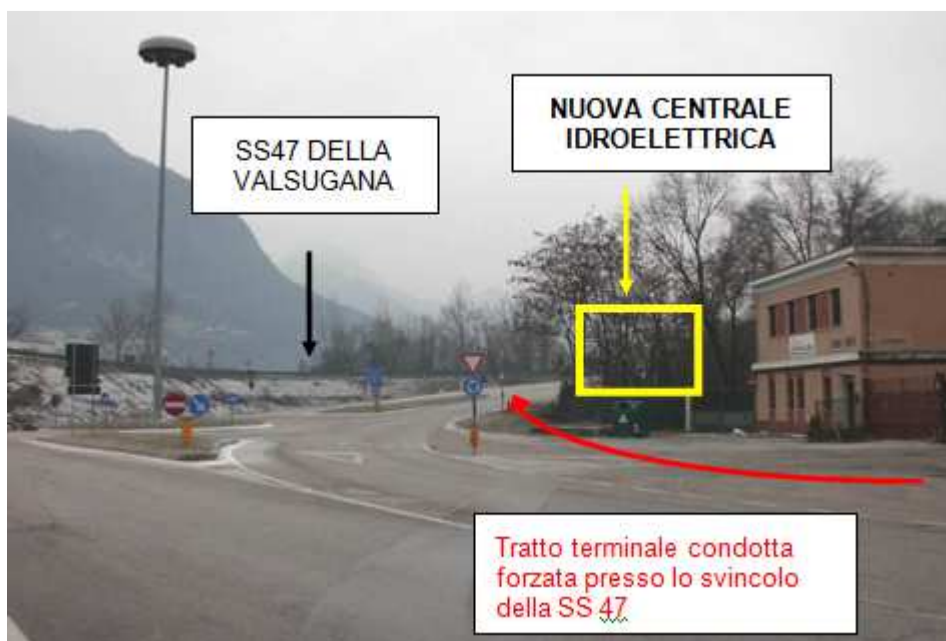 SS47 DELLA
VALSUGANA
NUOVA CENTRALE
IDROELETTRICA
Tratto terminale condotta
forzata presso lo svincolo
della SS 47